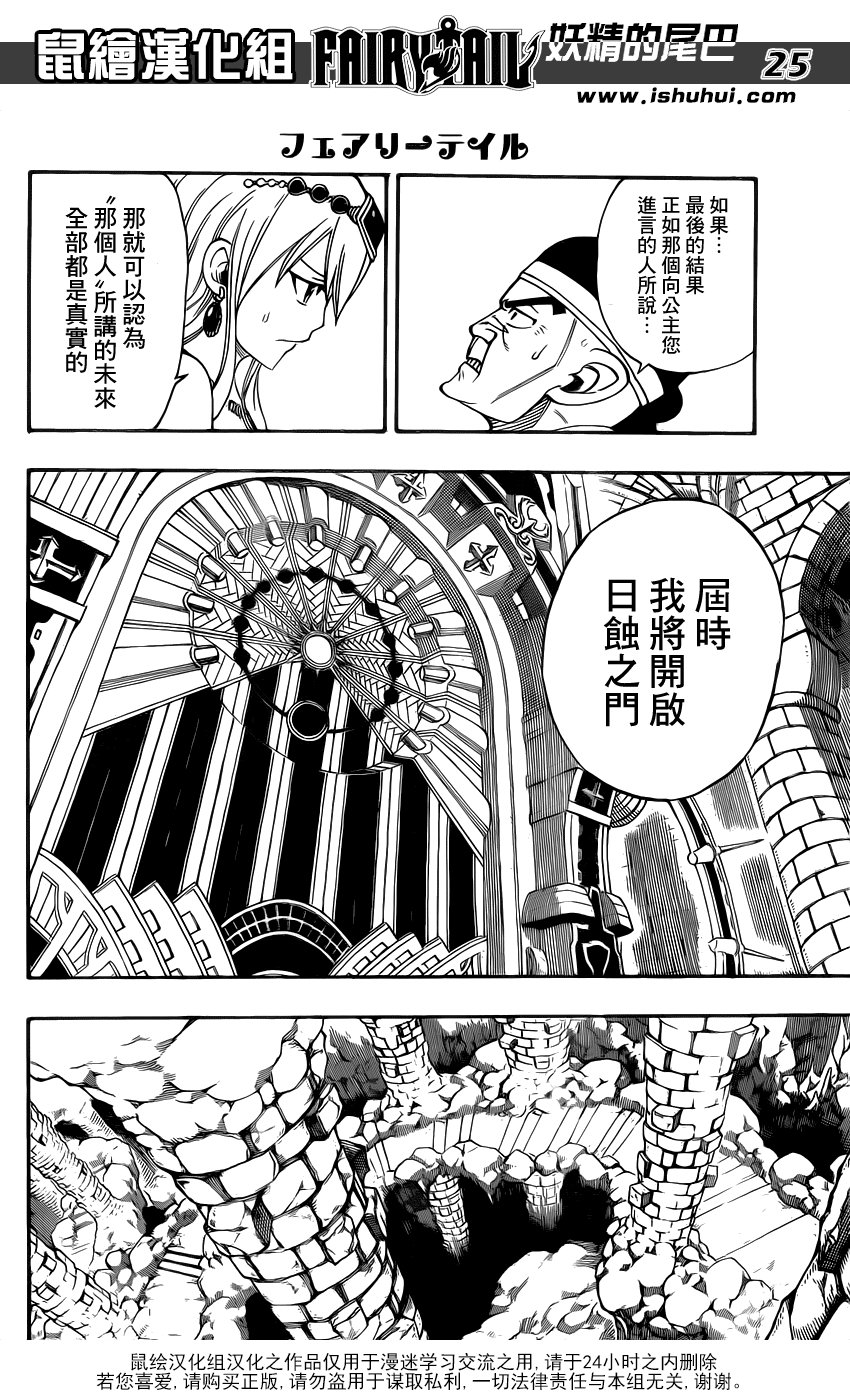 鼠繪漢化組
FAIRY TAIL
妖精的尾巴
25
www.ishuhui.com
フェアリーテイル
如果…
最後的結果
正如那個向公主您
進言的人所說…
那就可以認為
“那個人”所講的未來
全部都是真實的
屆時
我將開啟
日蝕之門
鼠绘汉化组汉化之作品仅用于漫迷学习交流之用, 请于24小时之内删除
若您喜爱, 请购买正版, 请勿盗用于谋取私利, 一切法律责任与本组无关, 谢谢。